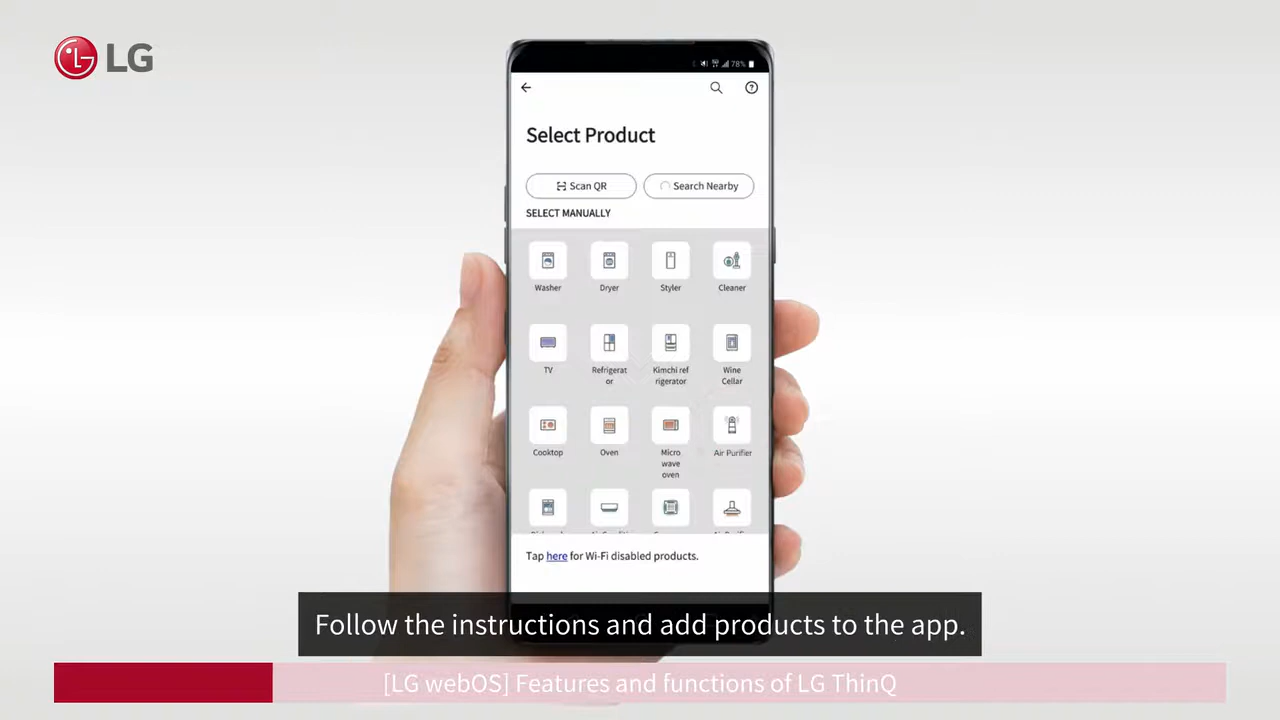 LG
78%
Select Product
Scan QR
Search Nearby
SELECT MANUALLY
Washer
Dryer
Styler
Cleaner
TV
Refrigerat
or
Kimchi ref
rigerator
Wine
Cellar
Cooktop
Oven
Micro
wave
oven
Air Purifier
Tap here for Wi-Fi disabled products.
Follow the instructions and add products to the app.
[LG webOS] Features and functions of LG ThinQ